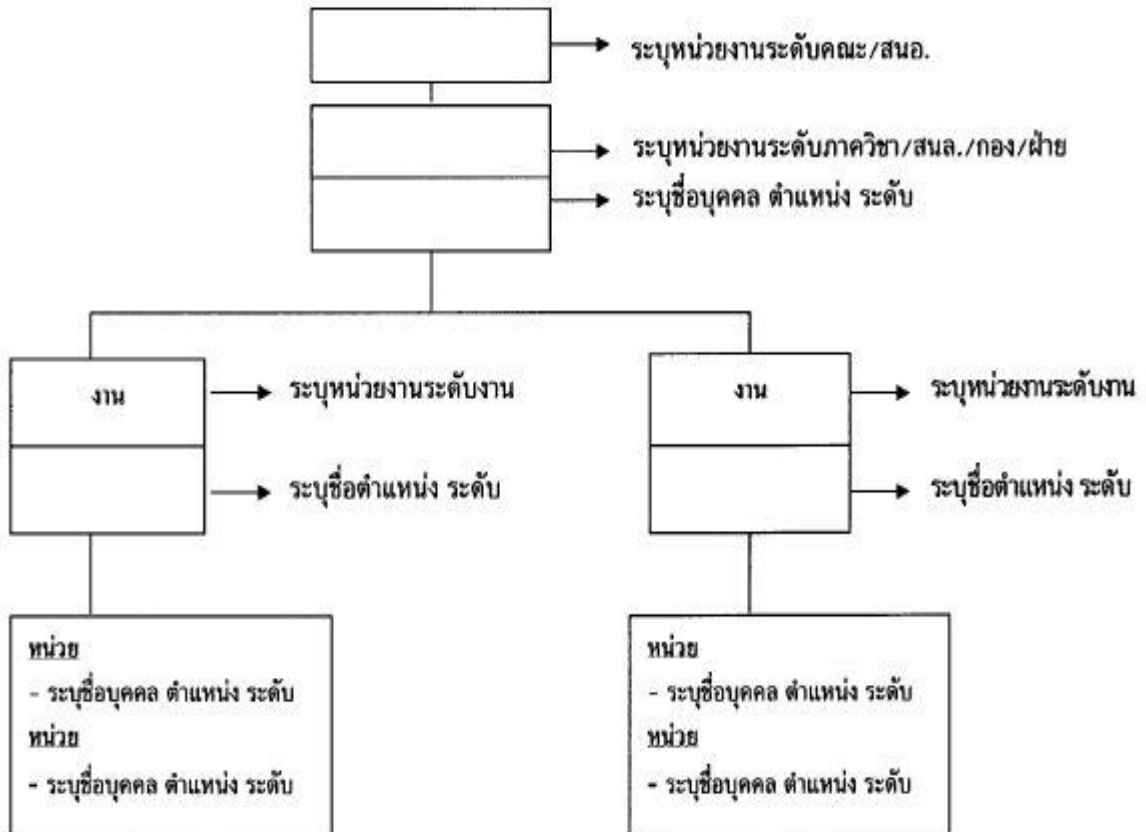 ระบุหน่วยงานระดับคณะ/สนอ.
ระบุหน่วยงานระดับภาควิชา/สนล./กอง/ฝ่าย
ระบุชื่อบุคคล ตำแหน่ง ระดับ
งาน
ระบุหน่วยงานระดับงาน
งาน
ระบุหน่วยงานระดับงาน
ระบุชื่อตำแหน่ง ระดับ
ระบุชื่อตำแหน่ง ระดับ
หน่วย
- ระบุชื่อบุคคล ตำแหน่ง ระดับ
หน่วย
- ระบุชื่อบุคคล ตำแหน่ง ระดับ
หน่วย
- ระบุชื่อบุคคล ตำแหน่ง ระดับ
หน่วย
- ระบุชื่อบุคคล ตำแหน่ง ระดับ